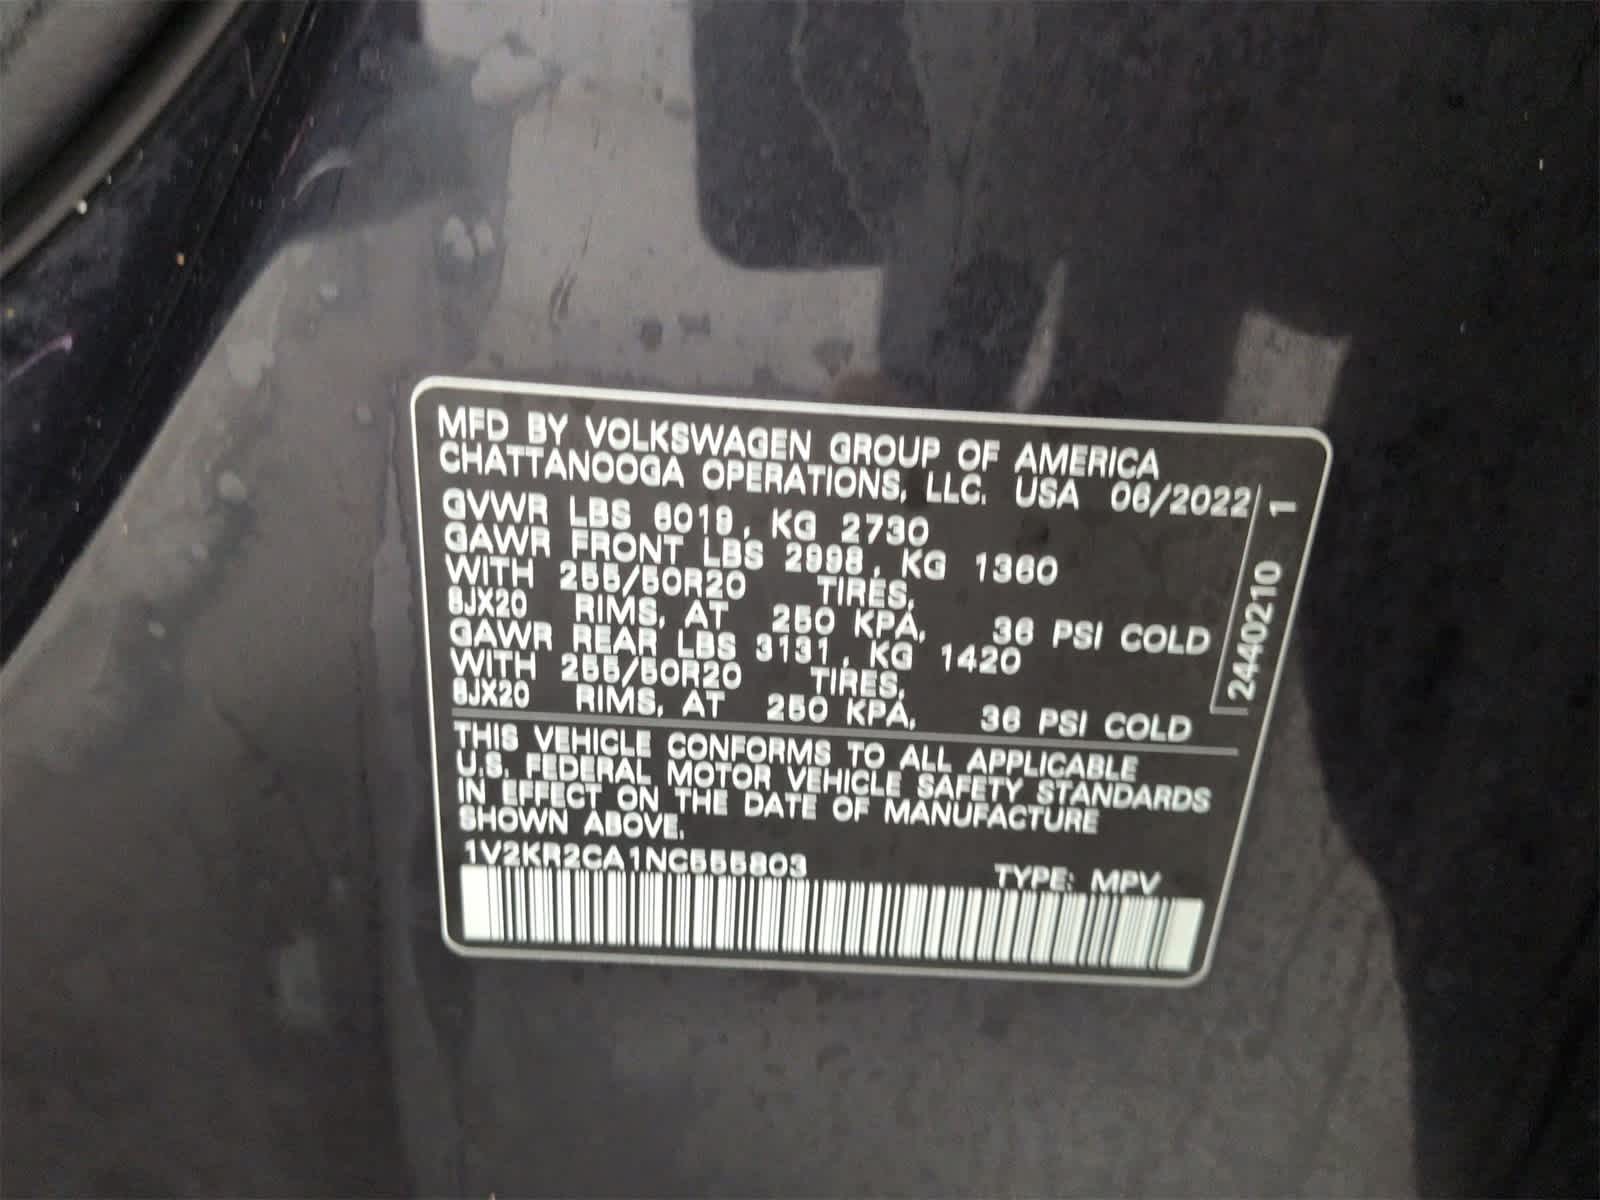 MFD BY VOLKSWAGEN GROUP OF AMERICA
CHATTANOOGA OPERATIONS, LLC. USA 06/2022
GVWR LBS 6019, KG 2730
GAWR FRONT LBS 2998, KG 1360
WITH 255/50R20 TIRES,
8JX20 RIMS, AT 250 KPA, 36 PSI COLD
GAWR REAR LBS 3131, KG 1420
WITH 255/50R20 TIRES,
8JX20 RIMS, AT 250 KPA, 36 PSI COLD
THIS VEHICLE CONFORMS TO ALL APPLICABLE
U.S. FEDERAL MOTOR VEHICLE SAFETY STANDARDS
IN EFFECT ON THE DATE OF MANUFACTURE
SHOWN ABOVE.
1V2KR2CA1NC555803 TYPE: MPV
24402101 1